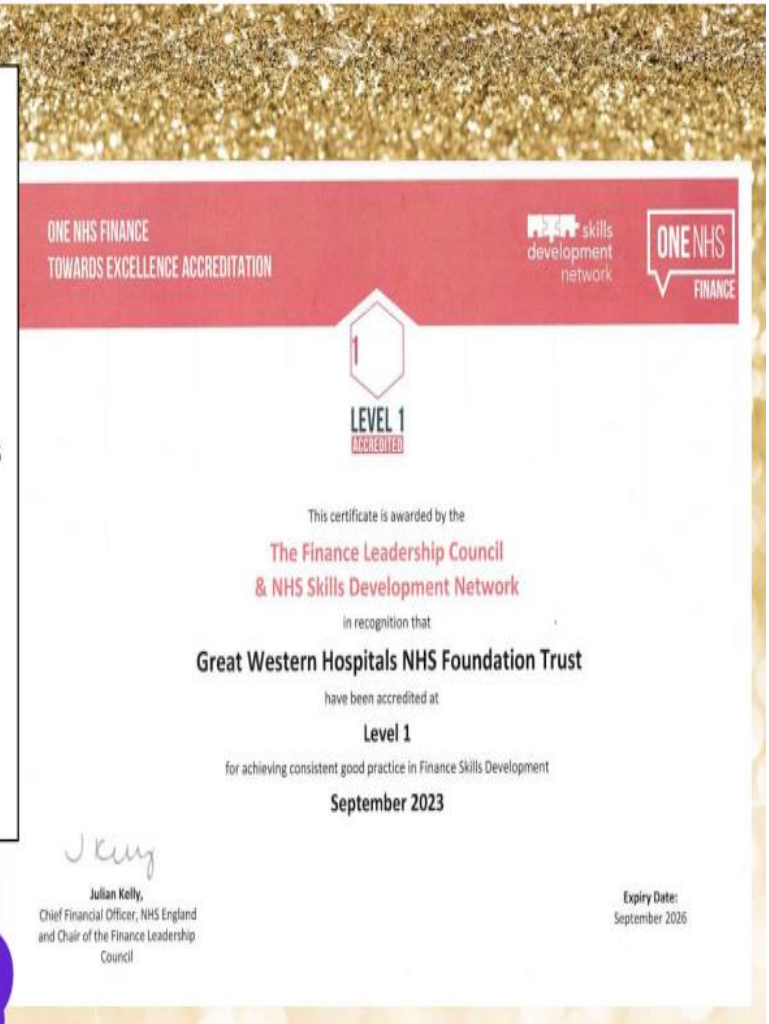 ONE NHS FINANCE
TOWARDS EXCELLENCE ACCREDITATION
skills
development
network
ONE NHS
FINANCE
1
LEVEL 1
ACCREDITED
This certificate is awarded by the
The Finance Leadership Council
& NHS Skills Development Network
in recognition that
Great Western Hospitals NHS Foundation Trust
have been accredited at
Level 1
for achieving consistent good practice in Finance Skills Development
September 2023
J Kelly
Julian Kelly,
Chief Financial Officer, NHS England
and Chair of the Finance Leadership
Council
Expiry Date:
September 2026